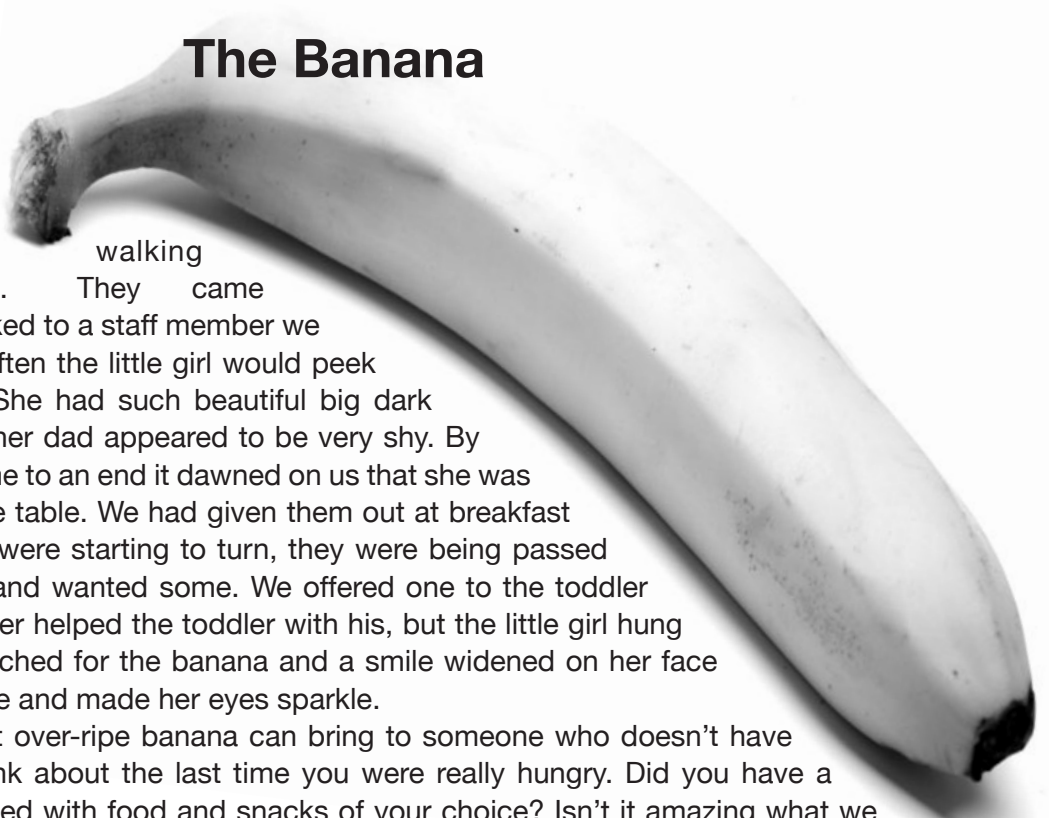 The Banana
walking
. They came
ked to a staff member we
ften the little girl would peek
She had such beautiful big dark
her dad appeared to be very shy. By
e to an end it dawned on us that she was
e table. We had given them out at breakfast
were starting to turn, they were being passed
and wanted some. We offered one to the toddler
er helped the toddler with his, but the little girl hung
ched for the banana and a smile widened on her face
e and made her eyes sparkle.
t over-ripe banana can bring to someone who doesn't have
nk about the last time you were really hungry. Did you have a
ed with food and snacks of your choice? Isn't it amazing what we